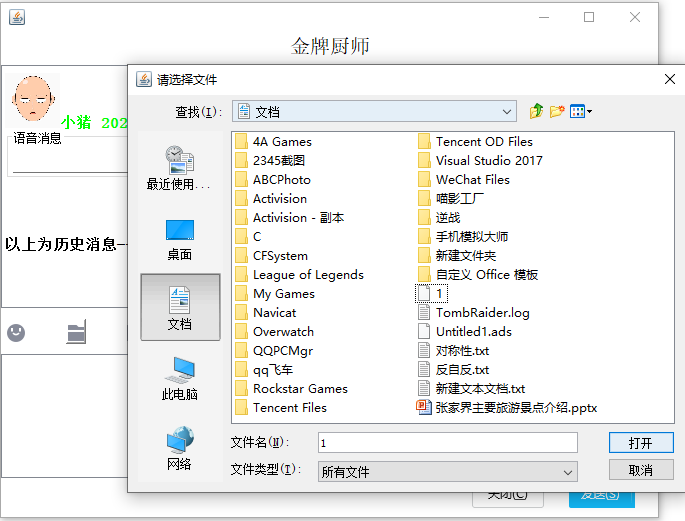 金牌厨师
小猪 202
语音消息
以上为历史消息--
请选择文件
查找(I):
文档
最近使用...
桌面
文档
此电脑
网络
4A Games
2345截图
ABCPhoto
Activision
Activision - 副本
C
CFSystem
League of Legends
My Games
Navicat
Overwatch
QQPCMgr
qq飞车
Rockstar Games
Tencent Files
Tencent OD Files
Visual Studio 2017
WeChat Files
喵影工厂
逆战
手机模拟大师
新建文件夹
自定义 Office 模板
1
TombRaider.log
Untitled1.ads
对称性.txt
反自反.txt
新建文本文档.txt
张家界主要旅游景点介绍.pptx
文件名(N):
1
打开
文件类型(T):
所有文件
取消
关闭(C)
发送(S)